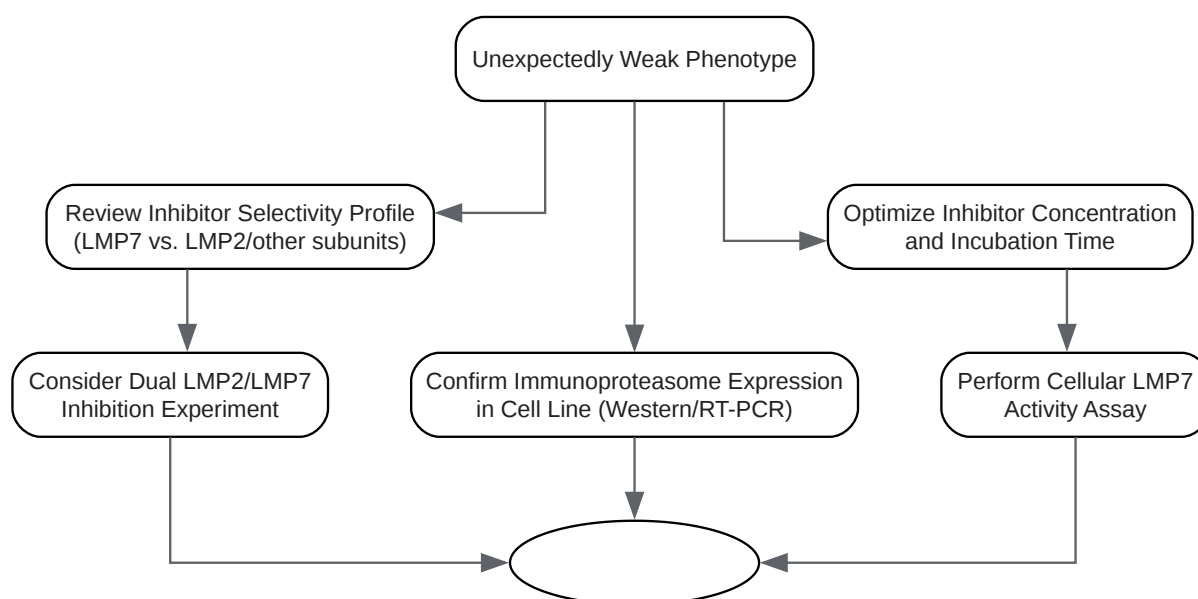 Unexpectedly Weak Phenotype
Review Inhibitor Selectivity Profile
(LMP7 vs. LMP2/other subunits)
Optimize Inhibitor Concentration
and Incubation Time
Consider Dual LMP2/LMP7
Inhibition Experiment
Confirm Immunoproteasome Expression
in Cell Line (Western/RT-PCR)
Perform Cellular LMP7
Activity Assay